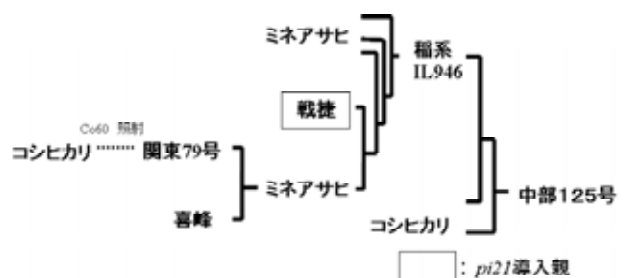 ミネアサヒ
稲系
IL946
戦捷
Co60 照射
コシヒカリ
関東79号
ミネアサヒ
喜峰
中部125号
コシヒカリ
: pi21導入親